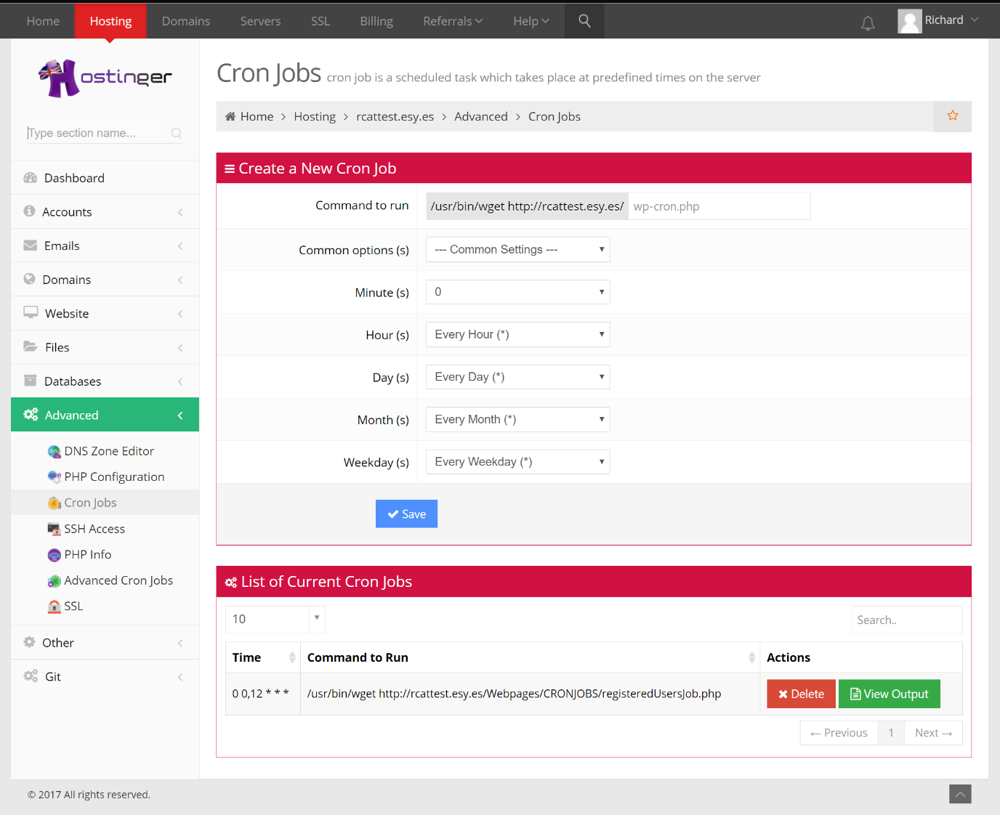 Home Hosting Domains Servers SSL Billing Referrals Help Richard
Hostinger
Type section name...
Dashboard
Accounts
Emails
Domains
Website
Files
Databases
Advanced
DNS Zone Editor
PHP Configuration
Cron Jobs
SSH Access
PHP Info
Advanced Cron Jobs
SSL
Other
Git
Cron Jobs cron job is a scheduled task which takes place at predefined times on the server
Home > Hosting > rcattest.esy.es > Advanced > Cron Jobs
Create a New Cron Job
Command to run /usr/bin/wget http://rcattest.esy.es/ wp-cron.php
Common options (s) --- Common Settings ---
Minute (s) 0
Hour (s) Every Hour (*)
Day (s) Every Day (*)
Month (s) Every Month (*)
Weekday (s) Every Weekday (*)
Save
List of Current Cron Jobs
10 Search..
Time Command to Run Actions
0 0,12 * * * /usr/bin/wget http://rcattest.esy.es/Webpages/CRONJOBS/registeredUsersJob.php Delete View Output
← Previous 1 Next →
© 2017 All rights reserved.